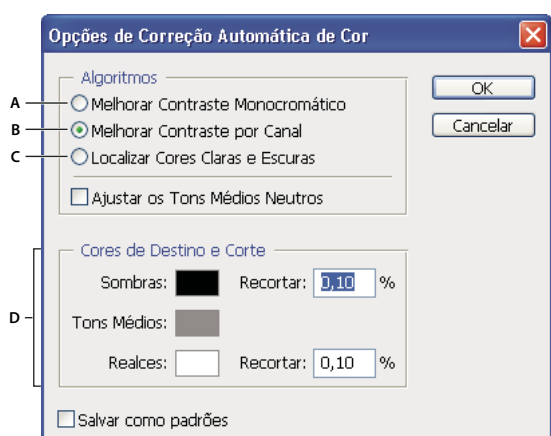 Opções de Correção Automática de Cor
Algoritmos
OK
A Melhorar Contraste Monocromático
B Melhorar Contraste por Canal
Cancelar
C Localizar Cores Claras e Escuras
Ajustar os Tons Médios Neutros
Cores de Destino e Corte
Sombras: Recortar: 0,10 %
D Tons Médios:
Realces: Recortar: 0,10 %
Salvar como padrões